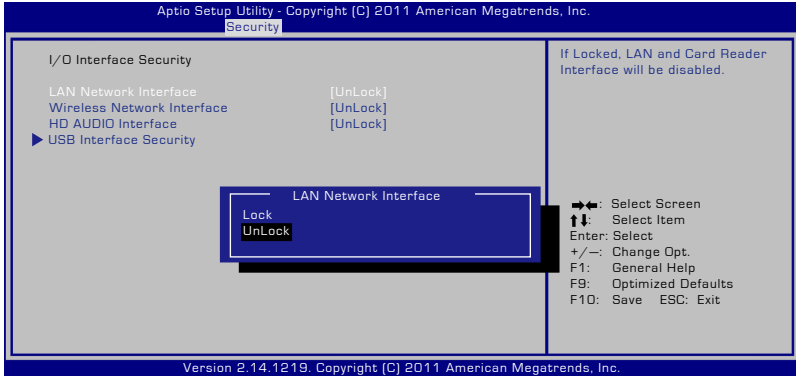 Aptio Setup Utility - Copyright (C) 2011 American Megatrends, Inc.
Security
I/O Interface Security
LAN Network Interface [UnLock]
Wireless Network Interface [UnLock]
HD AUDIO Interface [UnLock]
USB Interface Security
If Locked, LAN and Card Reader
Interface will be disabled.
LAN Network Interface
Lock
UnLock
→←: Select Screen
↑↓: Select Item
Enter: Select
+/—: Change Opt.
F1: General Help
F9: Optimized Defaults
F10: Save ESC: Exit
Version 2.14.1219. Copyright (C) 2011 American Megatrends, Inc.